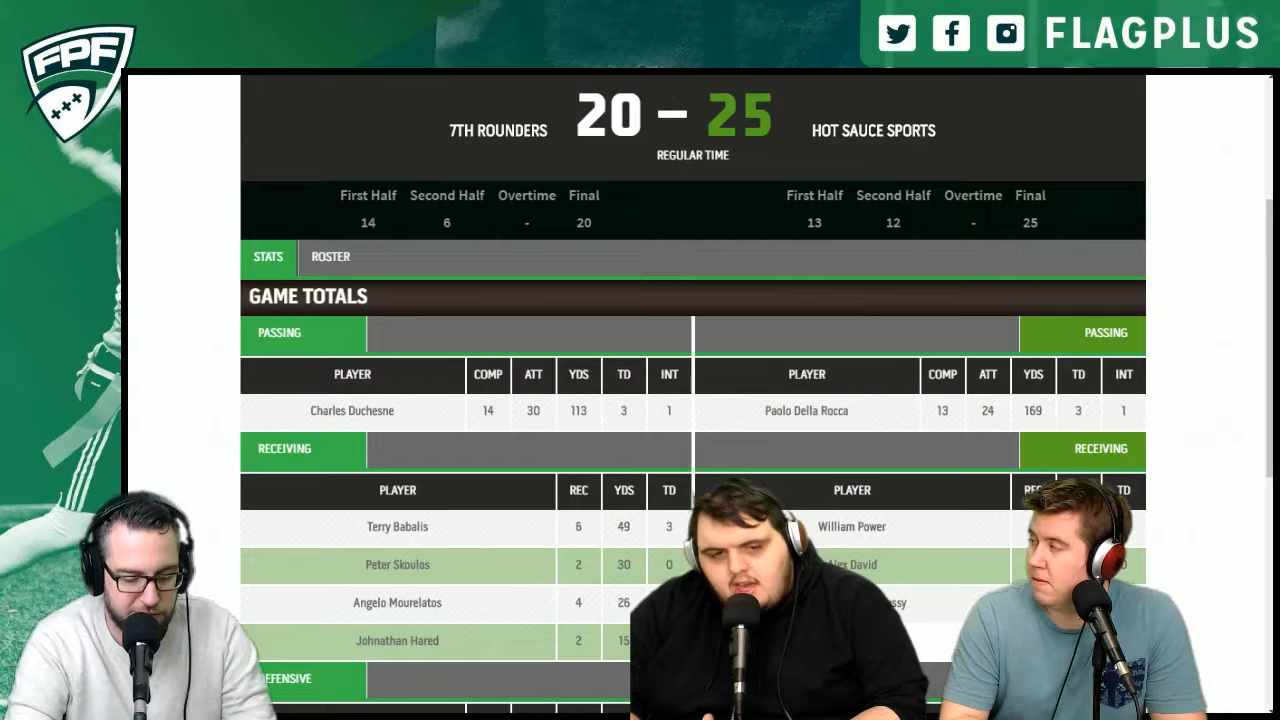 FPF
FLAGPLUS
7TH ROUNDERS 20 – 25 HOT SAUCE SPORTS
REGULAR TIME
First Half Second Half Overtime Final First Half Second Half Overtime Final
14 6 - 20 13 12 - 25
STATS ROSTER
GAME TOTALS
PASSING PASSING
PLAYER COMP ATT YDS TD INT PLAYER COMP ATT YDS TD INT
Charles Duchesne 14 30 113 3 1 Paolo Della Rocca 13 24 169 3 1
RECEIVING RECEIVING
PLAYER REC YDS TD PLAYER TD
Terry Babalis 6 49 3 William Power
Peter Skoulos 2 30 0 David
Angelo Mourelatos 4 26
Johnathan Hared 2 15